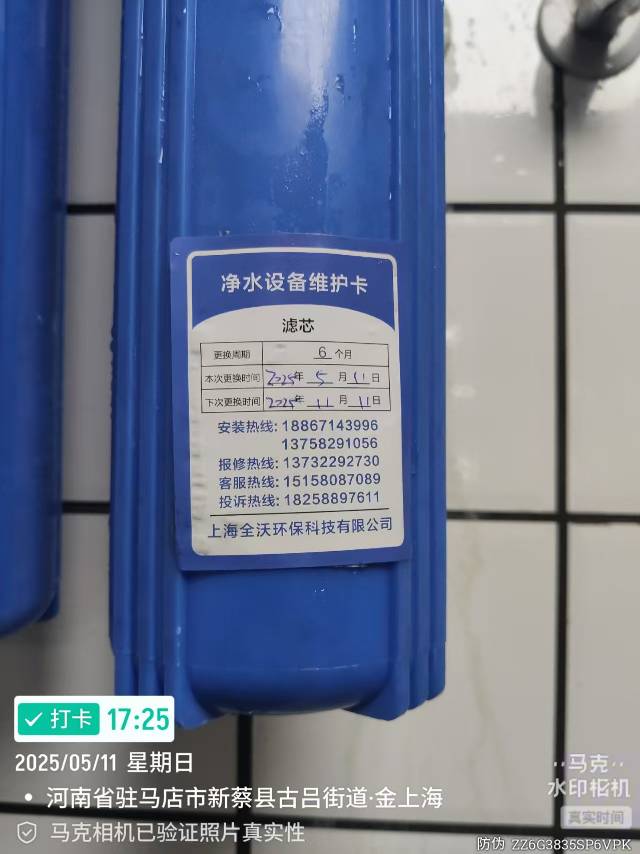 净水设备维护卡
滤芯
更换周期 6 个月
本次更换时间 2025年 5 月 11 日
下次更换时间 2025年 11 月 11 日
安装热线: 18867143996
13758291056
报修热线: 13732292730
客服热线: 15158087089
投诉热线: 18258897611
上海全沃环保科技有限公司
打卡 17:25
2025/05/11 星期日
河南省驻马店市新蔡县古吕街道·金上海
马克相机已验证照片真实性
马克
水印相机
真实时间
防伪 ZZ6G3835SP6VPK